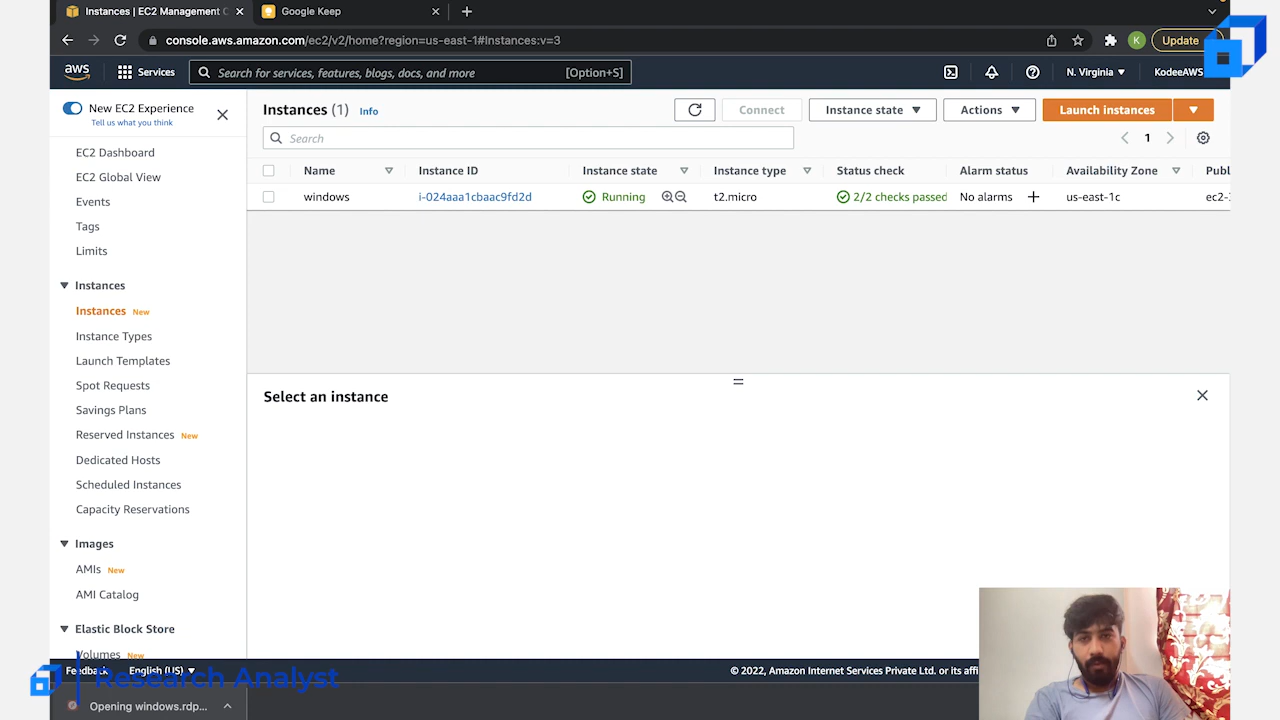 Instances | EC2 Management C
Google Keep
console.aws.amazon.com/ec2/v2/home?region=us-east-1#Instances:v=3
K
Update
aws
Services
Search for services, features, blogs, docs, and more
[Option+S]
N. Virginia
KodeeAWS
New EC2 Experience
Tell us what you think
EC2 Dashboard
EC2 Global View
Events
Tags
Limits
Instances
Instances New
Instance Types
Launch Templates
Spot Requests
Savings Plans
Reserved Instances New
Dedicated Hosts
Scheduled Instances
Capacity Reservations
Images
AMIs New
AMI Catalog
Elastic Block Store
Volumes New
Instances (1) Info
Connect
Instance state
Actions
Launch instances
Search
1
Name
Instance ID
Instance state
Instance type
Status check
Alarm status
Availability Zone
Publ
windows
i-024aaa1cbaac9fd2d
Running
t2.micro
2/2 checks passed
No alarms
us-east-1c
ec2-
Select an instance
Feedback
English (US)
© 2022, Amazon Internet Services Private Ltd. or its affi
Research Analyst
Opening windows.rdp...